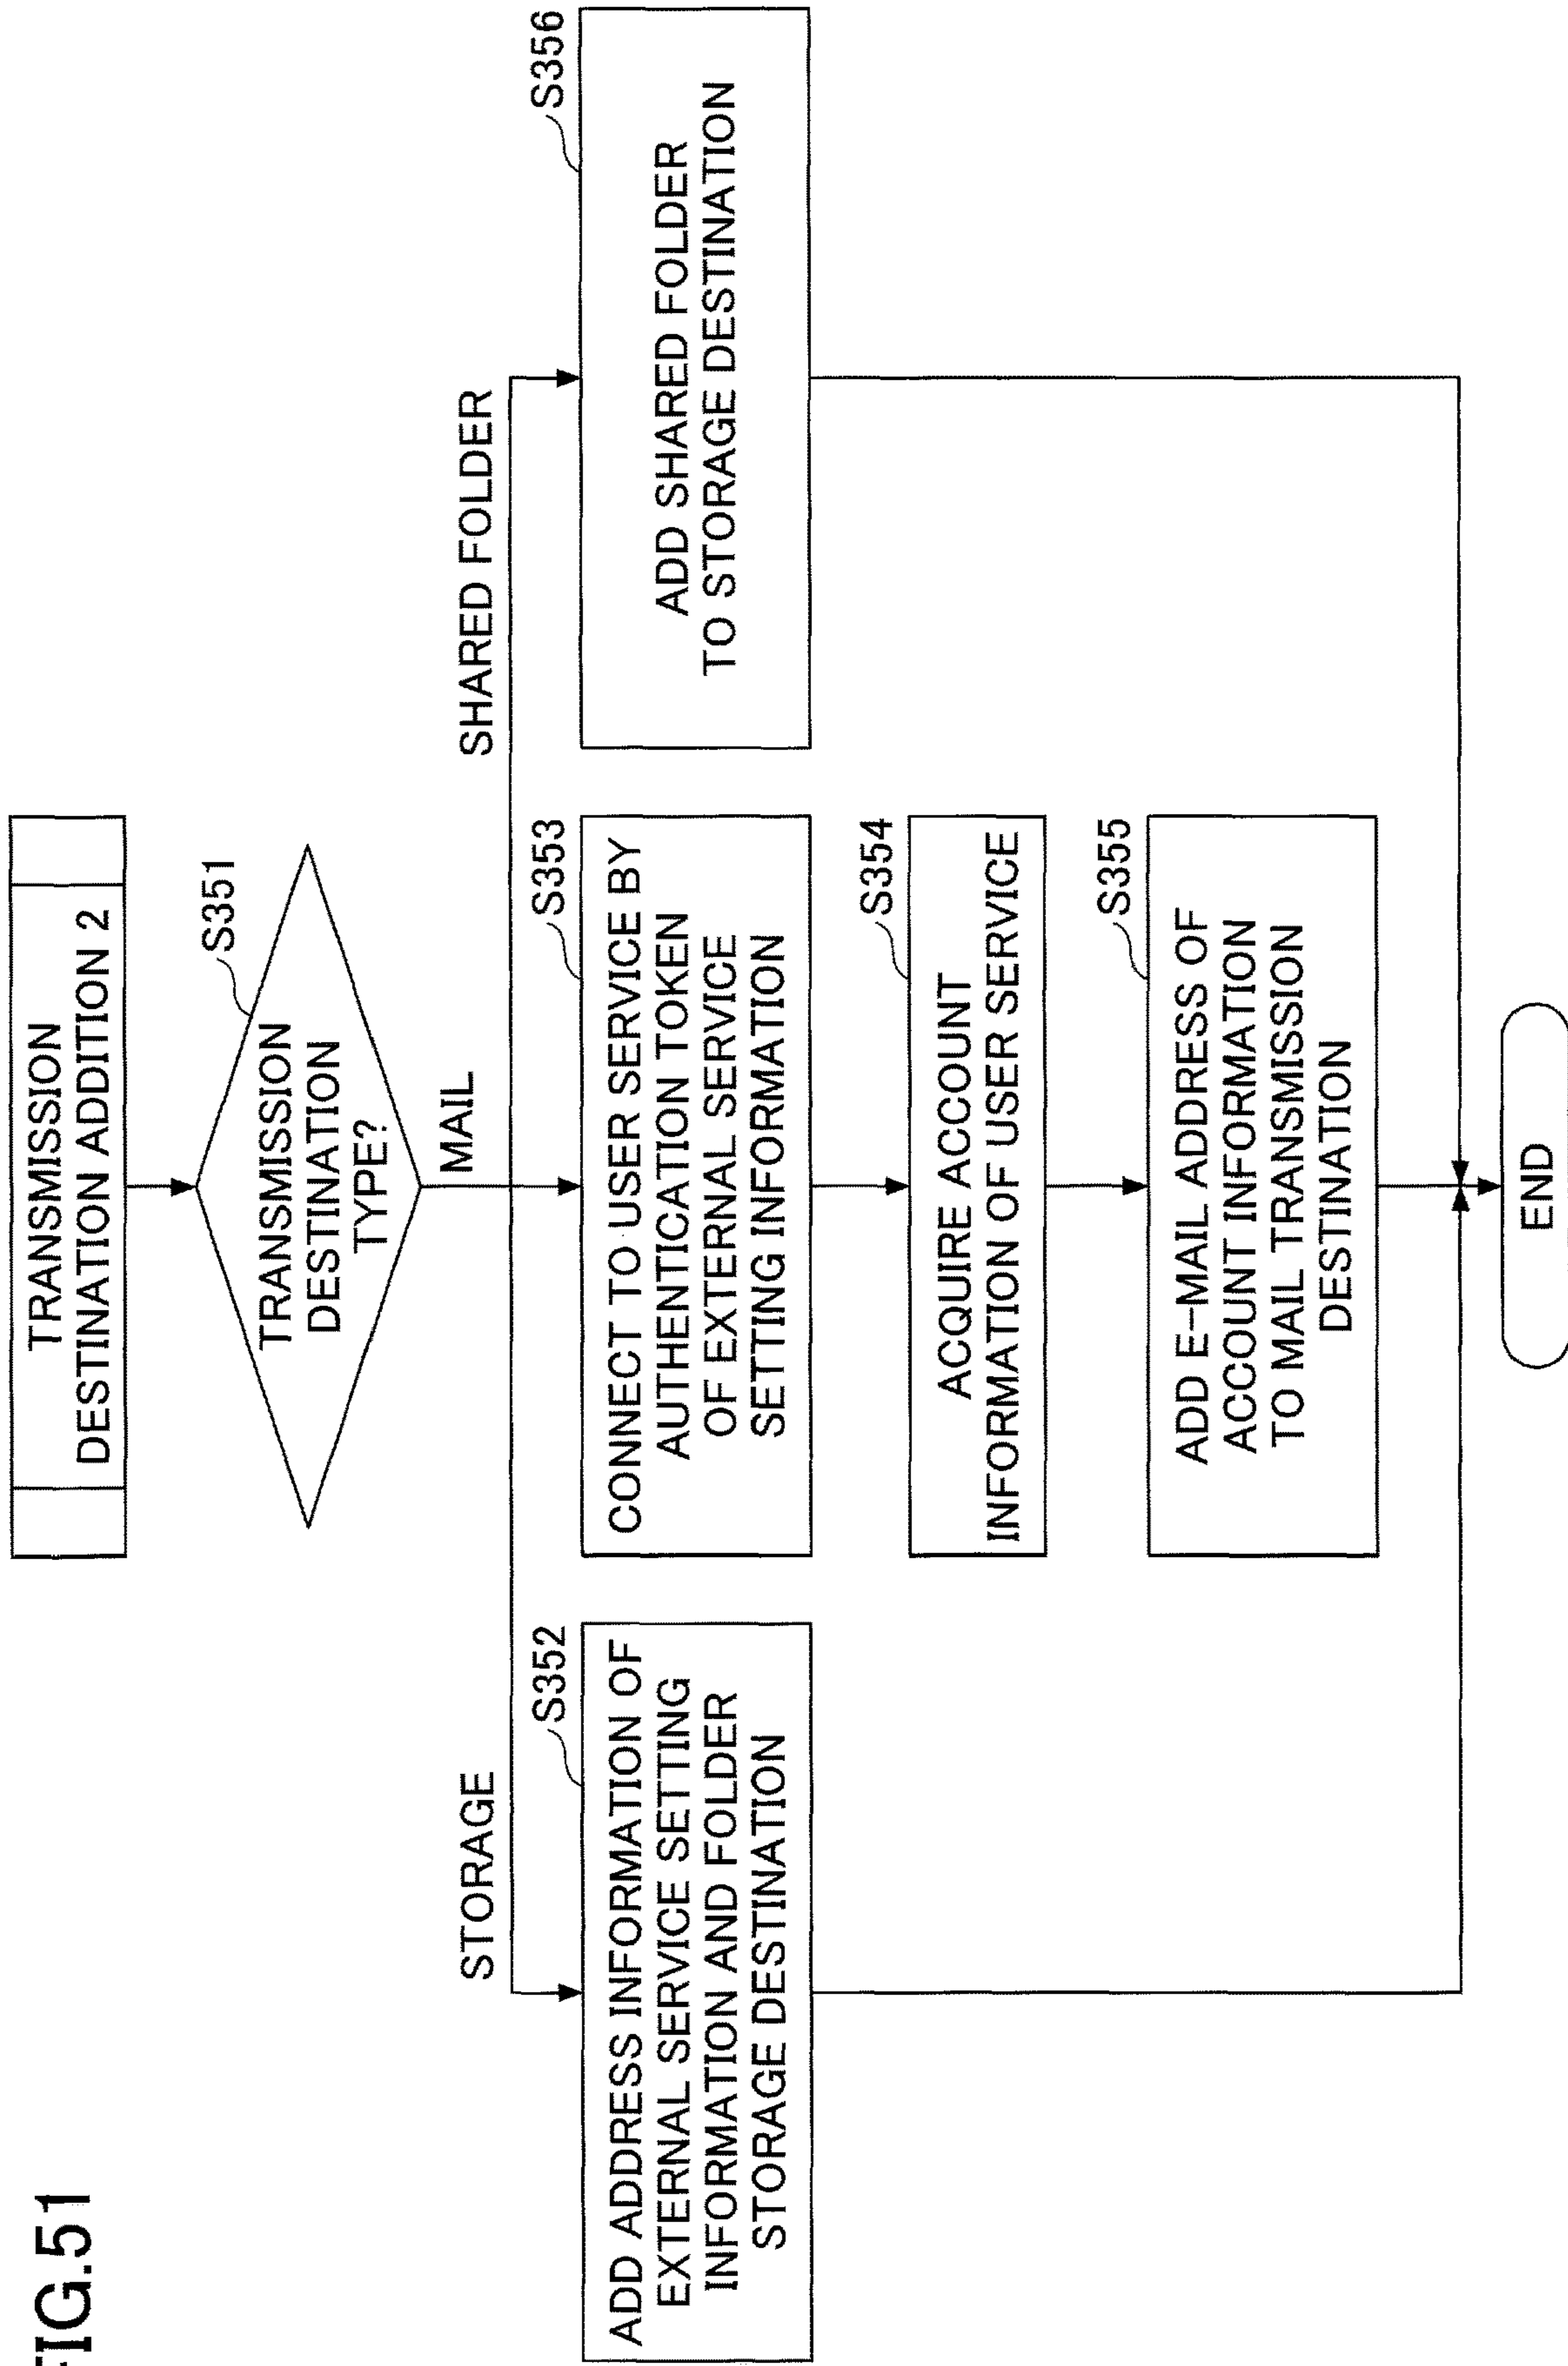 FIG.51
TRANSMISSION
DESTINATION ADDITION 2
S351
TRANSMISSION
DESTINATION
TYPE?
STORAGE
MAIL
SHARED FOLDER
S352
ADD ADDRESS INFORMATION OF
EXTERNAL SERVICE SETTING
INFORMATION AND FOLDER
STORAGE DESTINATION
S353
CONNECT TO USER SERVICE BY
AUTHENTICATION TOKEN
OF EXTERNAL SERVICE
SETTING INFORMATION
S354
ACQUIRE ACCOUNT
INFORMATION OF USER SERVICE
S355
ADD E-MAIL ADDRESS OF
ACCOUNT INFORMATION
TO MAIL TRANSMISSION
DESTINATION
S356
ADD SHARED FOLDER
TO STORAGE DESTINATION
END